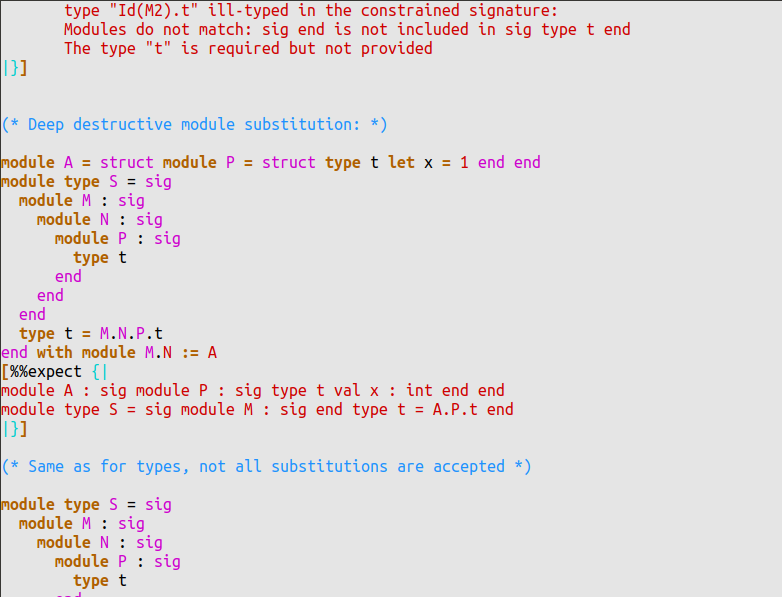 type "Id(M2).t" ill-typed in the constrained signature:
Modules do not match: sig end is not included in sig type t end
The type "t" is required but not provided
|}]
(* Deep destructive module substitution: *)
module A = struct module P = struct type t let x = 1 end end
module type S = sig
module M : sig
module N : sig
module P : sig
type t
end
end
end
type t = M.N.P.t
end with module M.N := A
[%%expect {|
module A : sig module P : sig type t val x : int end end
module type S = sig module M : sig end type t = A.P.t end
|}]
(* Same as for types, not all substitutions are accepted *)
module type S = sig
module M : sig
module N : sig
module P : sig
type t
end